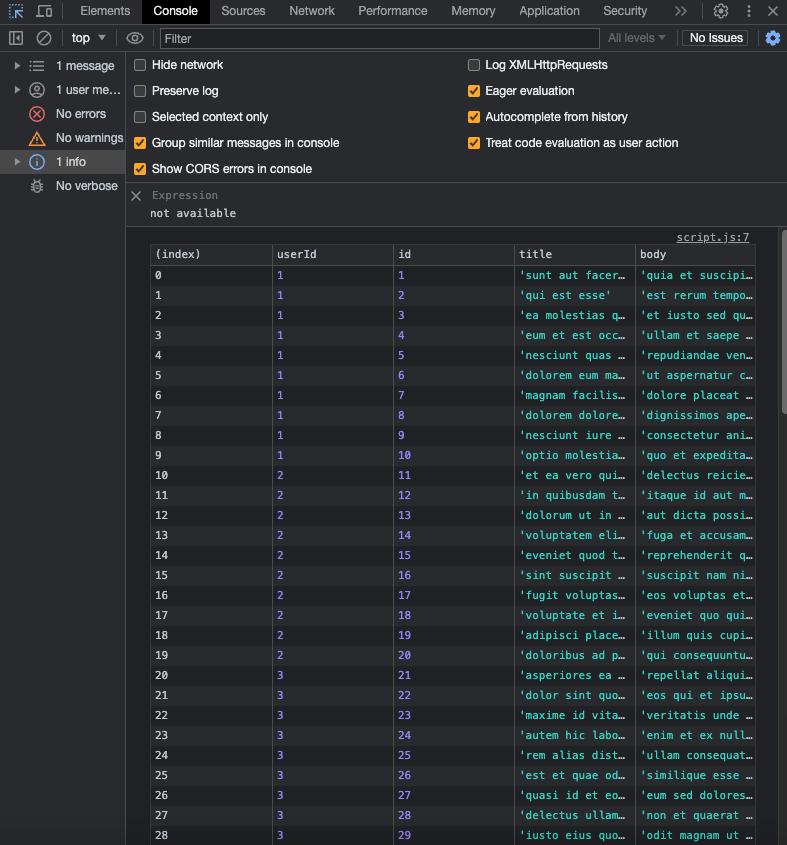 Elements Console Sources Network Performance Memory Application Security
top Filter All levels No Issues
1 message
1 user me...
No errors
No warnings
1 info
No verbose
Hide network Log XMLHttpRequests
Preserve log Eager evaluation
Selected context only Autocomplete from history
Group similar messages in console Treat code evaluation as user action
Show CORS errors in console
Expression
not available
script.js:7
(index) userId id title body
0 1 1 'sunt aut facer… 'quia et suscipi…
1 1 2 'qui est esse' 'est rerum tempo…
2 1 3 'ea molestias q… 'et iusto sed qu…
3 1 4 'eum et est occ… 'ullam et saepe …
4 1 5 'nesciunt quas … 'repudiandae ven…
5 1 6 'dolorem eum ma… 'ut aspernatur c…
6 1 7 'magnam facilis… 'dolore placeat …
7 1 8 'dolorem dolore… 'dignissimos ape…
8 1 9 'nesciunt iure … 'consectetur ani…
9 1 10 'optio molestia… 'quo et expedita…
10 2 11 'et ea vero qui… 'delectus reicie…
11 2 12 'in quibusdam t… 'itaque id aut m…
12 2 13 'dolorum ut in … 'aut dicta possi…
13 2 14 'voluptatem eli… 'fuga et accusam…
14 2 15 'eveniet quod t… 'reprehenderit q…
15 2 16 'sint suscipit … 'suscipit nam ni…
16 2 17 'fugit voluptas… 'eos voluptas et…
17 2 18 'voluptate et i… 'eveniet quo qui…
18 2 19 'adipisci place… 'illum quis cupi…
19 2 20 'doloribus ad p… 'qui consequuntu…
20 3 21 'asperiores ea … 'repellat aliqui…
21 3 22 'dolor sint quo… 'eos qui et ipsu…
22 3 23 'maxime id vita… 'veritatis unde …
23 3 24 'autem hic labo… 'enim et ex null…
24 3 25 'rem alias dist… 'ullam consequat…
25 3 26 'est et quae od… 'similique esse …
26 3 27 'quasi id et eo… 'eum sed dolores…
27 3 28 'delectus ullam… 'non et quaerat …
28 3 29 'iusto eius quo… 'odit magnam ut …